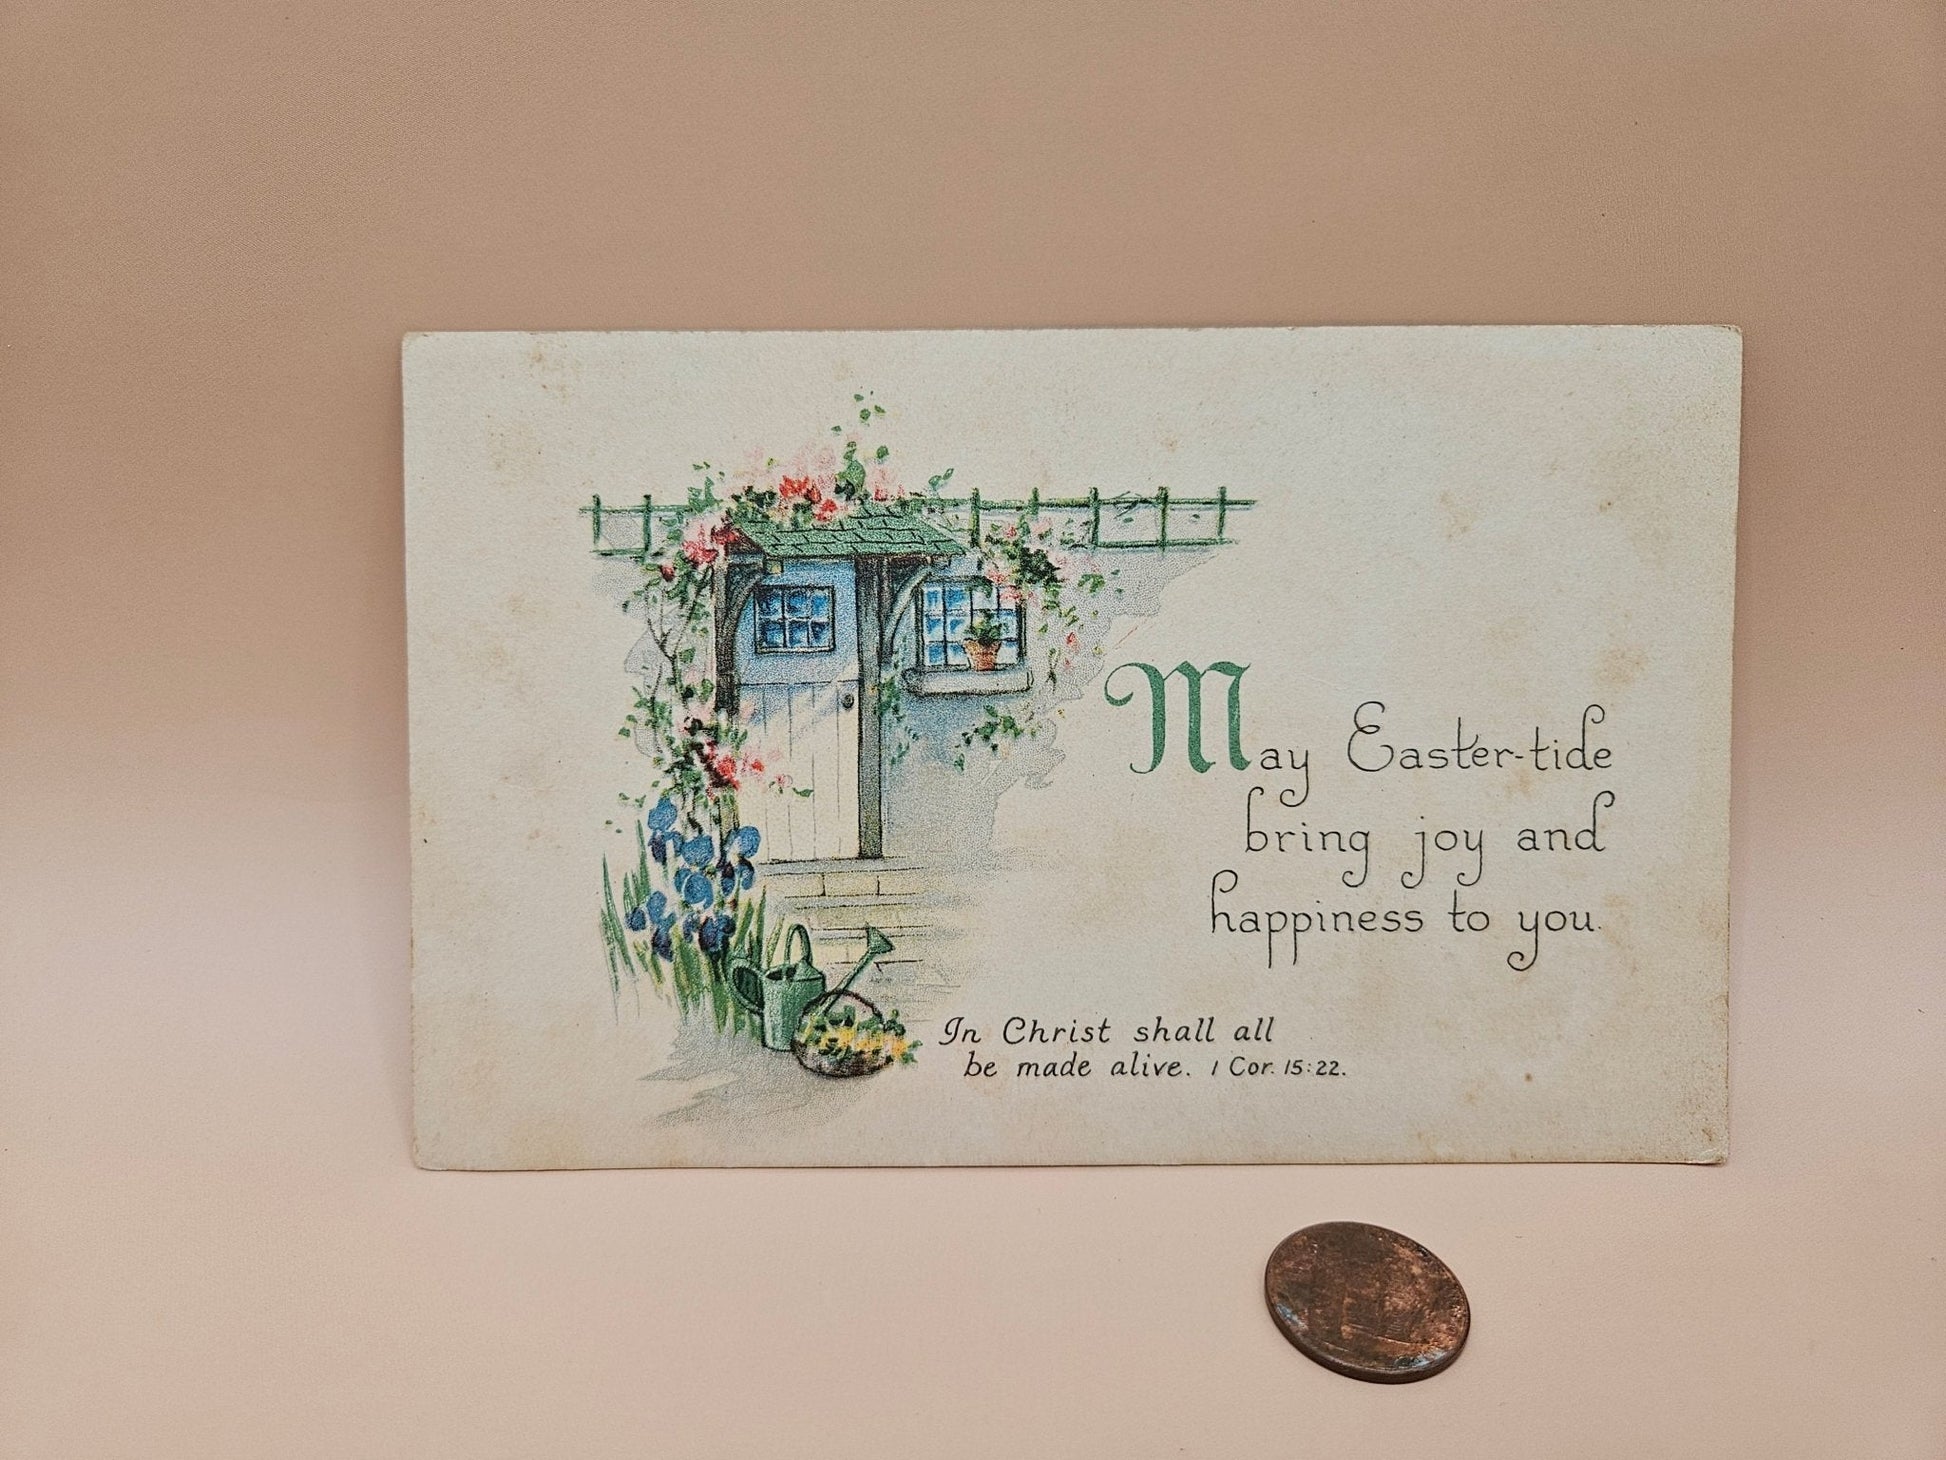 May Easter-tide
bring joy and
happiness to you.
In Christ shall all
be made alive. 1 Cor. 15:22.